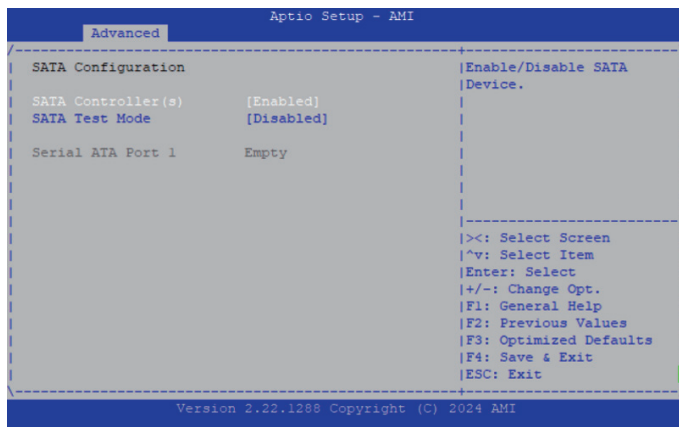 Aptio Setup - AMI
Advanced
SATA Configuration
SATA Controller(s) [Enabled]
SATA Test Mode [Disabled]
Serial ATA Port 1 Empty
Enable/Disable SATA
Device.
><: Select Screen
^v: Select Item
Enter: Select
+/-: Change Opt.
F1: General Help
F2: Previous Values
F3: Optimized Defaults
F4: Save & Exit
ESC: Exit
Version 2.22.1288 Copyright (C) 2024 AMI